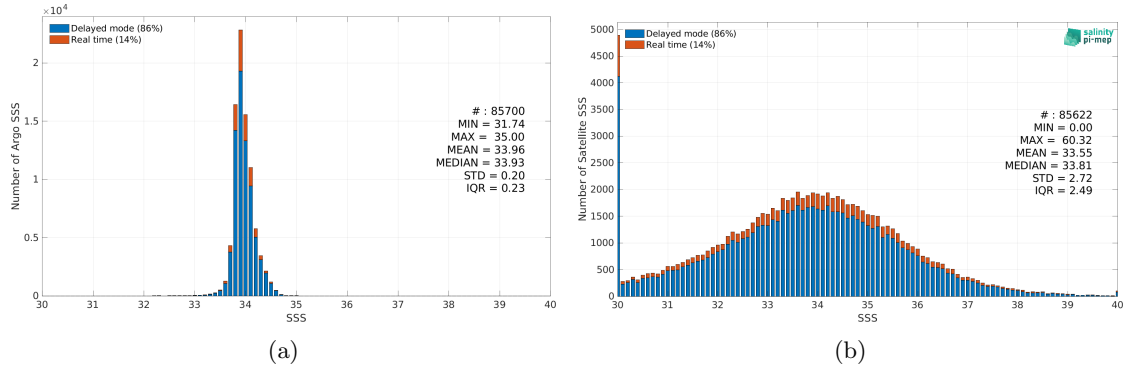 ×10⁴
Delayed mode (86%)
Real time (14%)
Number of Argo SSS
2
1.5
1
0.5
0
# : 85700
MIN = 31.74
MAX = 35.00
MEAN = 33.96
MEDIAN = 33.93
STD = 0.20
IQR = 0.23
30 31 32 33 34 35 36 37 38 39 40
SSS
(a)
Delayed mode (86%)
Real time (14%)
salinity
pi-mep
Number of Satellite SSS
5000
4500
4000
3500
3000
2500
2000
1500
1000
500
0
# : 85622
MIN = 0.00
MAX = 60.32
MEAN = 33.55
MEDIAN = 33.81
STD = 2.72
IQR = 2.49
30 31 32 33 34 35 36 37 38 39 40
SSS
(b)